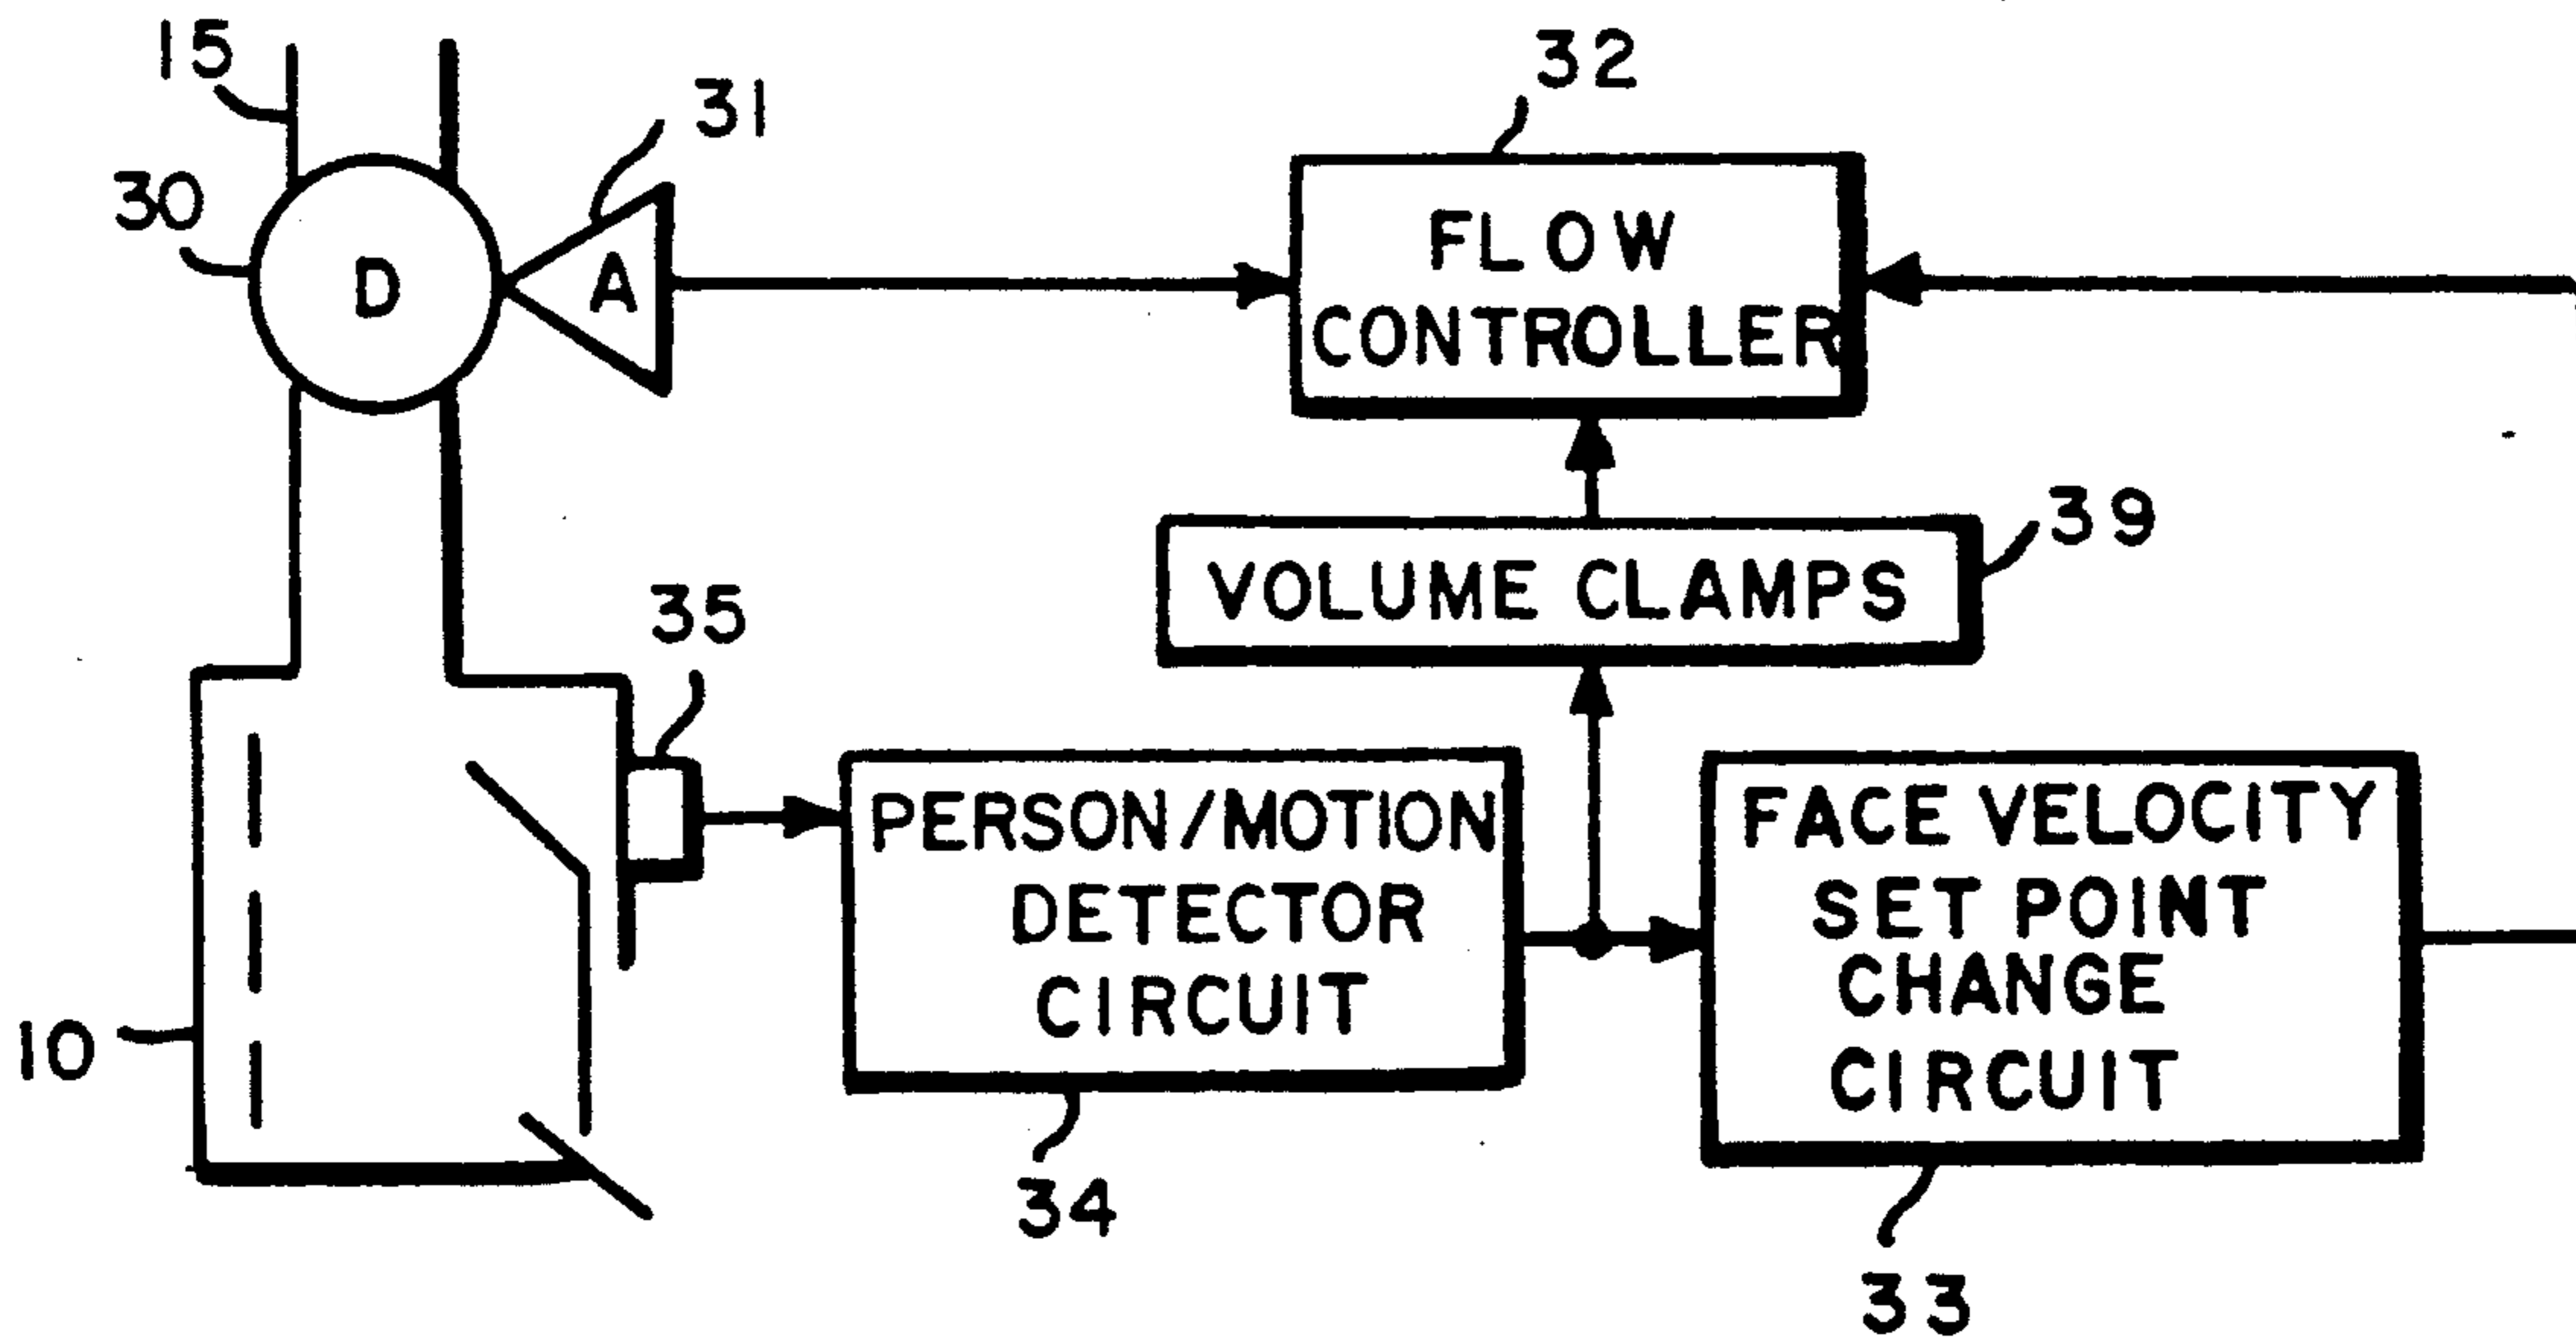 15
31
32
30
D
A
FLOW
CONTROLLER
39
VOLUME CLAMPS
35
PERSON/MOTION
DETECTOR
CIRCUIT
FACE VELOCITY
SET POINT
CHANGE
CIRCUIT
10
34
33